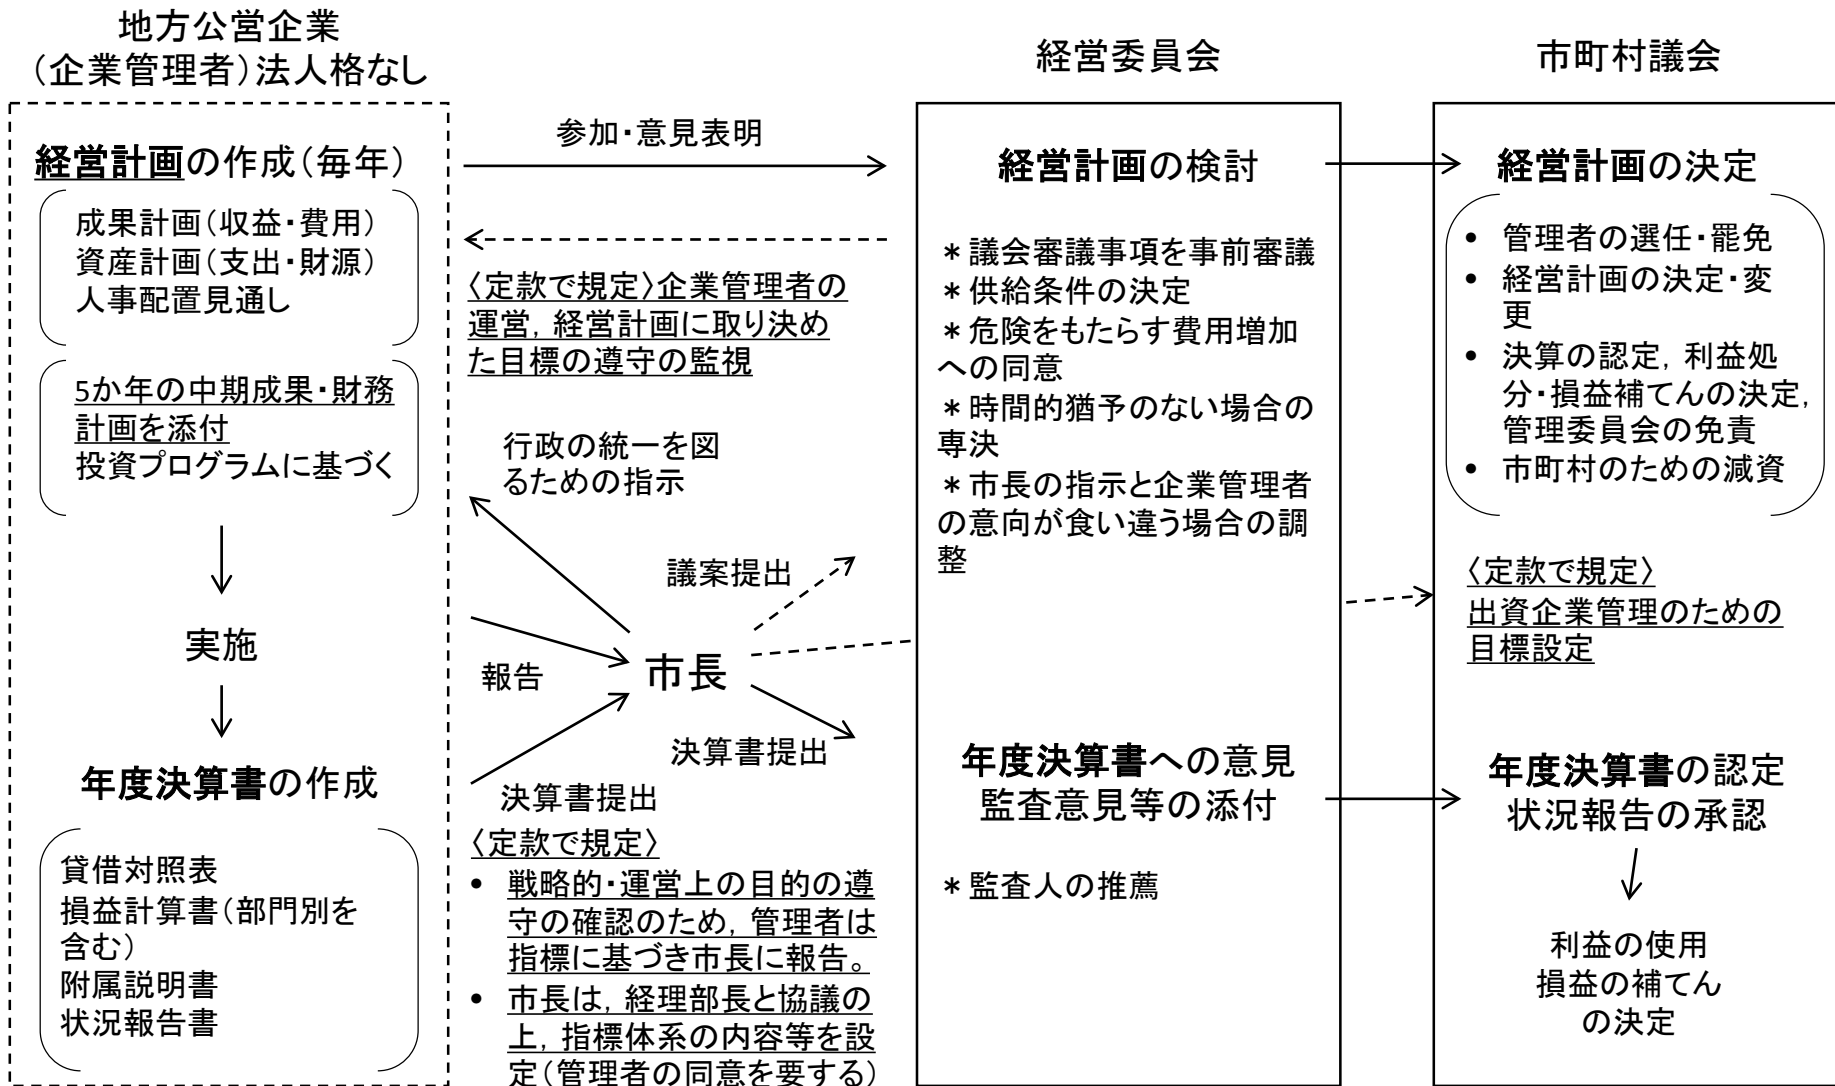 地方公営企業
（企業管理者）法人格なし
経営計画の作成（毎年）
成果計画（収益・費用）
資産計画（支出・財源）
人事配置見通し
5か年の中期成果・財務
計画を添付
投資プログラムに基づく
実施
年度決算書の作成
貸借対照表
損益計算書（部門別を
含む）
附属説明書
状況報告書
参加・意見表明
〈定款で規定〉企業管理者の
運営，経営計画に取り決め
た目標の遵守の監視
行政の統一を図
るための指示
議案提出
報告
市長
決算書提出
決算書提出
〈定款で規定〉
• 戦略的・運営上の目的の遵
守の確認のため，管理者は
指標に基づき市長に報告。
• 市長は，経理部長と協議の
上，指標体系の内容等を設
定（管理者の同意を要する）
経営委員会
経営計画の検討
＊議会審議事項を事前審議
＊供給条件の決定
＊危険をもたらす費用増加
への同意
＊時間的猶予のない場合の
専決
＊市長の指示と企業管理者
の意向が食い違う場合の調
整
年度決算書への意見
監査意見等の添付
＊監査人の推薦
市町村議会
経営計画の決定
• 管理者の選任・罷免
• 経営計画の決定・変
更
• 決算の認定，利益処
分・損益補てんの決定，
管理委員会の免責
• 市町村のための減資
〈定款で規定〉
出資企業管理のための
目標設定
年度決算書の認定
状況報告の承認
利益の使用
損益の補てん
の決定